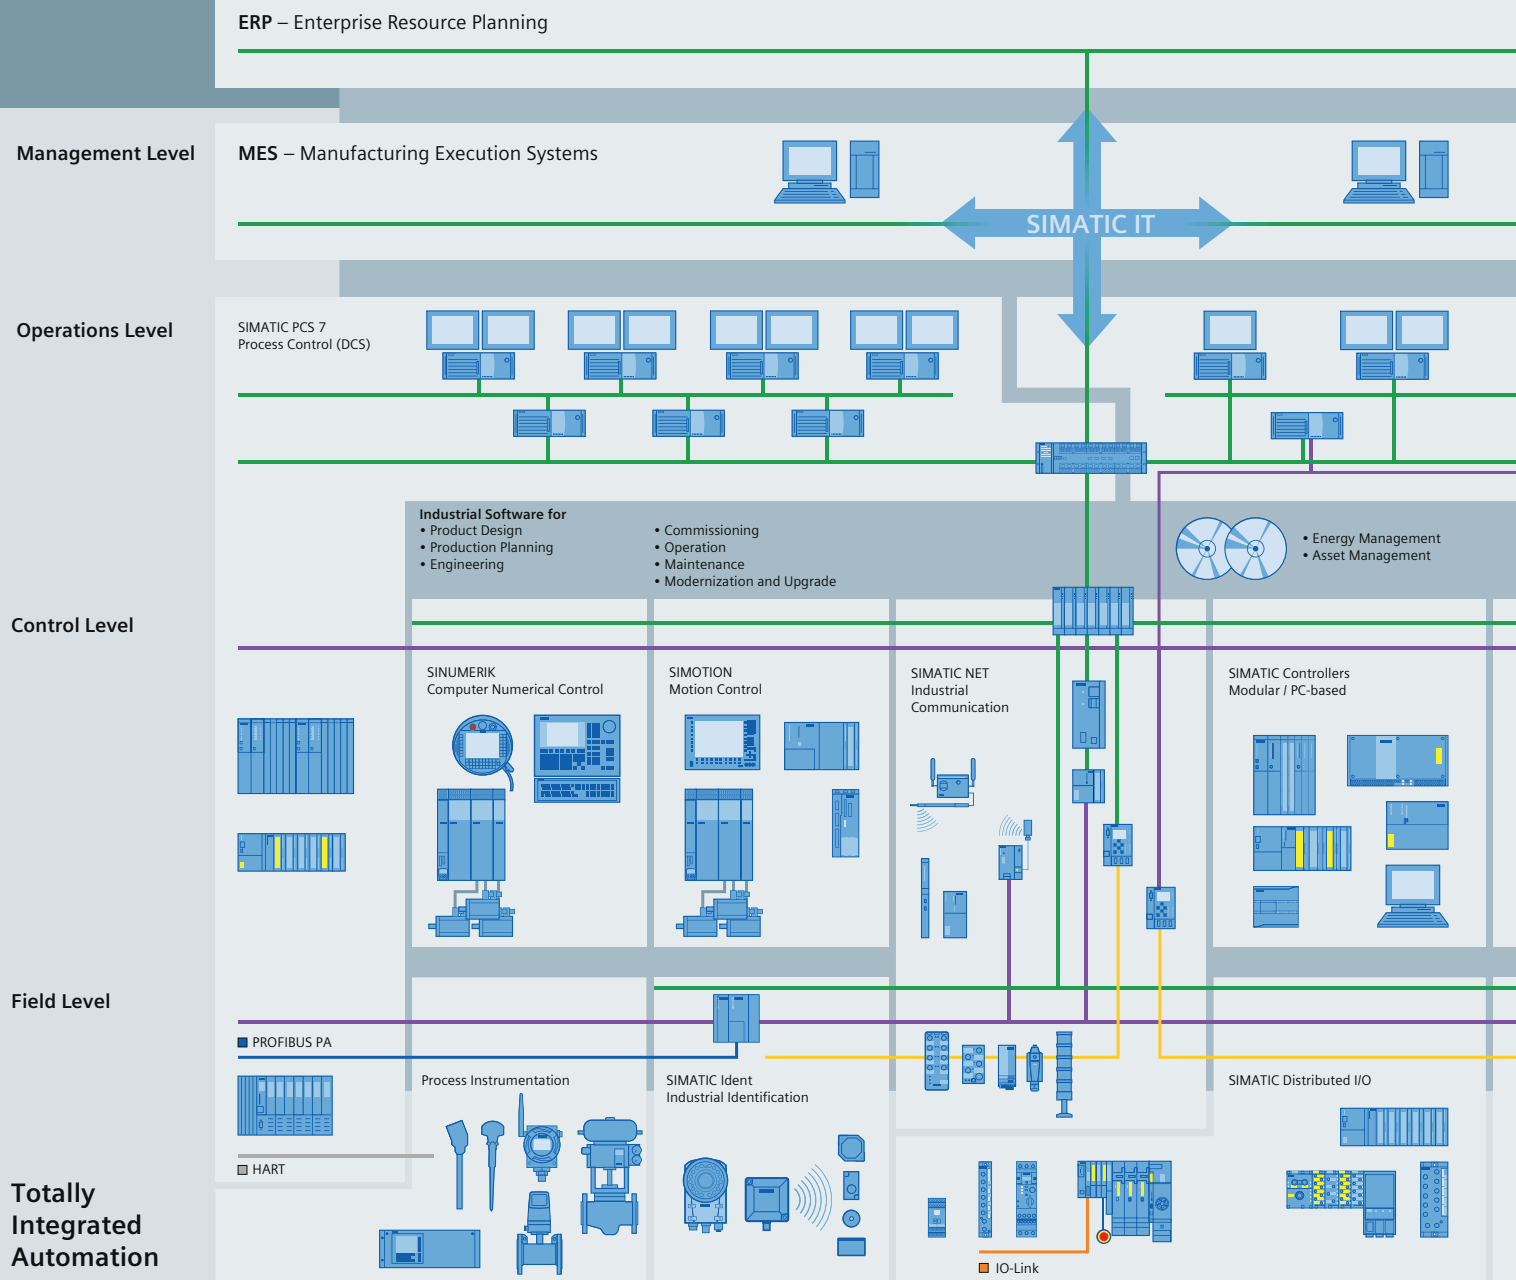 ERP – Enterprise Resource Planning
Management Level
MES – Manufacturing Execution Systems
SIMATIC IT
Operations Level
SIMATIC PCS 7
Process Control (DCS)
Industrial Software for
• Product Design
• Production Planning
• Engineering
• Commissioning
• Operation
• Maintenance
• Modernization and Upgrade
• Energy Management
• Asset Management
Control Level
SINUMERIK
Computer Numerical Control
SIMOTION
Motion Control
SIMATIC NET
Industrial
Communication
SIMATIC Controllers
Modular / PC-based
Field Level
PROFIBUS PA
Process Instrumentation
SIMATIC Ident
Industrial Identification
SIMATIC Distributed I/O
HART
Totally
Integrated
Automation
IO-Link